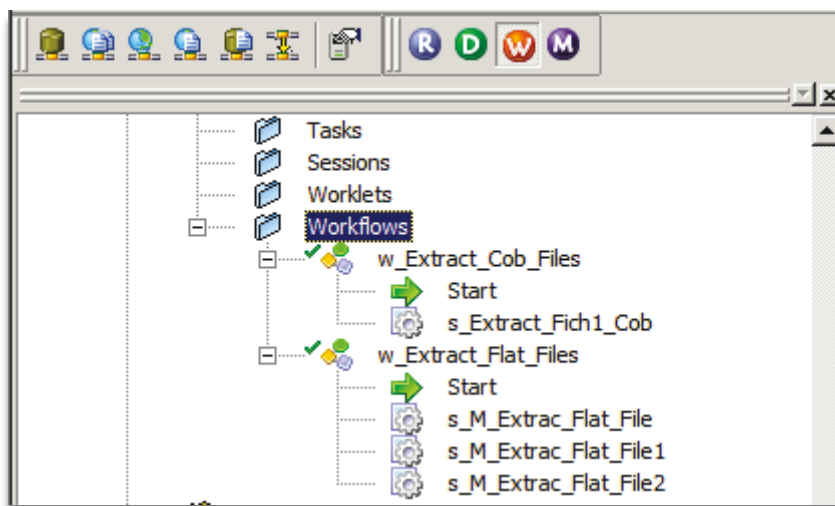 R D W M
Tasks
Sessions
Worklets
Workflows
w_Extract_Cob_Files
Start
s_Extract_Fich1_Cob
w_Extract_Flat_Files
Start
s_M_Extrac_Flat_File
s_M_Extrac_Flat_File1
s_M_Extrac_Flat_File2